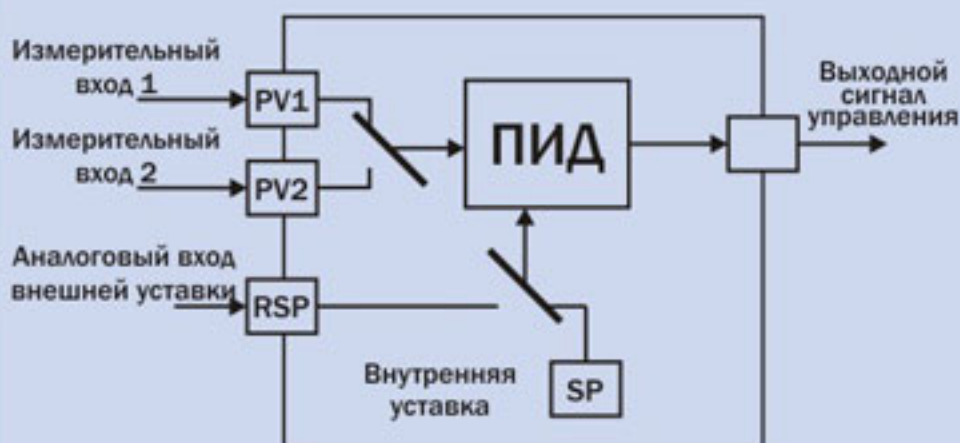 Измерительный
вход 1
PV1
Измерительный
вход 2
PV2
Аналоговый вход
внешней уставки
RSP
ПИД
Выходной
сигнал
управления
Внутренняя
уставка
SP